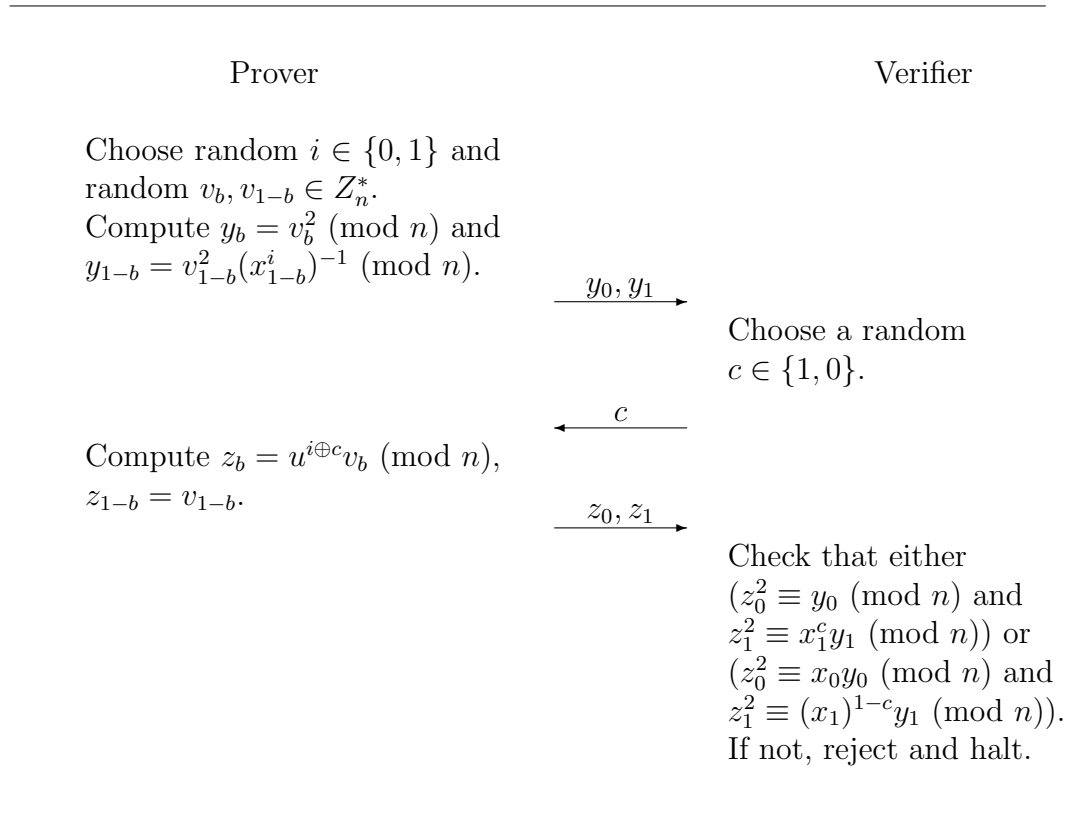 Prover Verifier
Choose random i ∈ {0, 1} and
random v_b, v_{1−b} ∈ Z_n^*.
Compute y_b = v_b^2 (mod n) and
y_{1−b} = v_{1−b}^2 (x_{1−b}^i)^{−1} (mod n).
y_0, y_1
Choose a random
c ∈ {1, 0}.
c
Compute z_b = u^{i⊕c} v_b (mod n),
z_{1−b} = v_{1−b}.
z_0, z_1
Check that either
(z_0^2 ≡ y_0 (mod n) and
z_1^2 ≡ x_1^c y_1 (mod n)) or
(z_0^2 ≡ x_0 y_0 (mod n) and
z_1^2 ≡ (x_1)^{1−c} y_1 (mod n)).
If not, reject and halt.